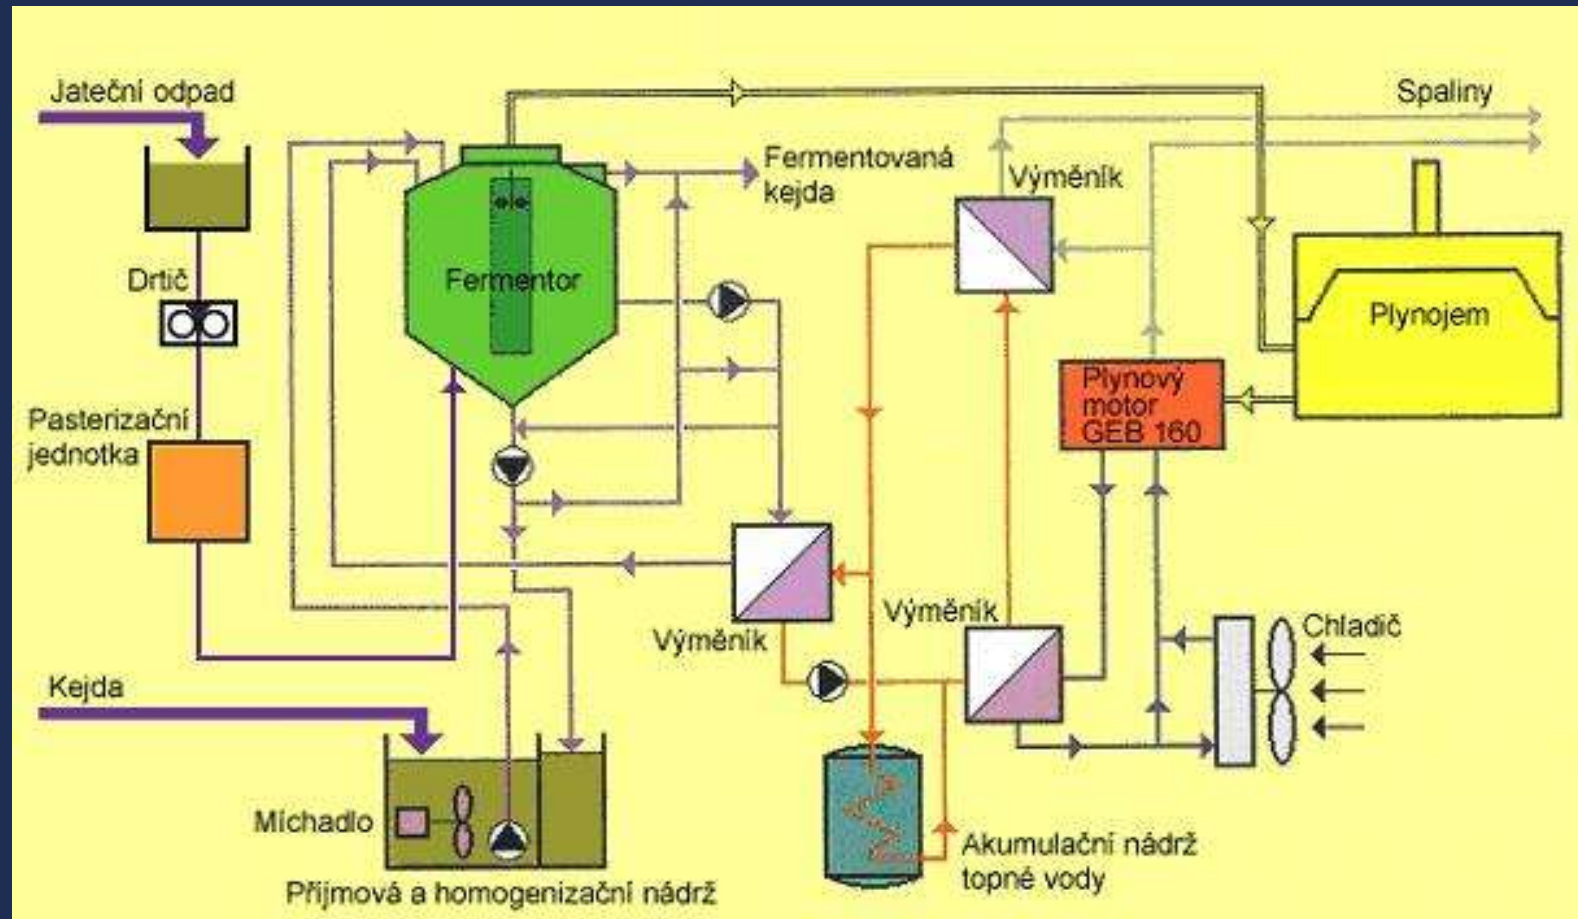 Jateční odpad
Spaliny
Fermentovaná
kejda
Výměník
Drtič
Fermentor
Plynojem
Plynový
motor
GEB 160
Pasterizační
jednotka
Výměník
Výměník
Chladič
Kejda
Míchadlo
Akumulační nádrž
topné vody
Příjmová a homogenizační nádrž